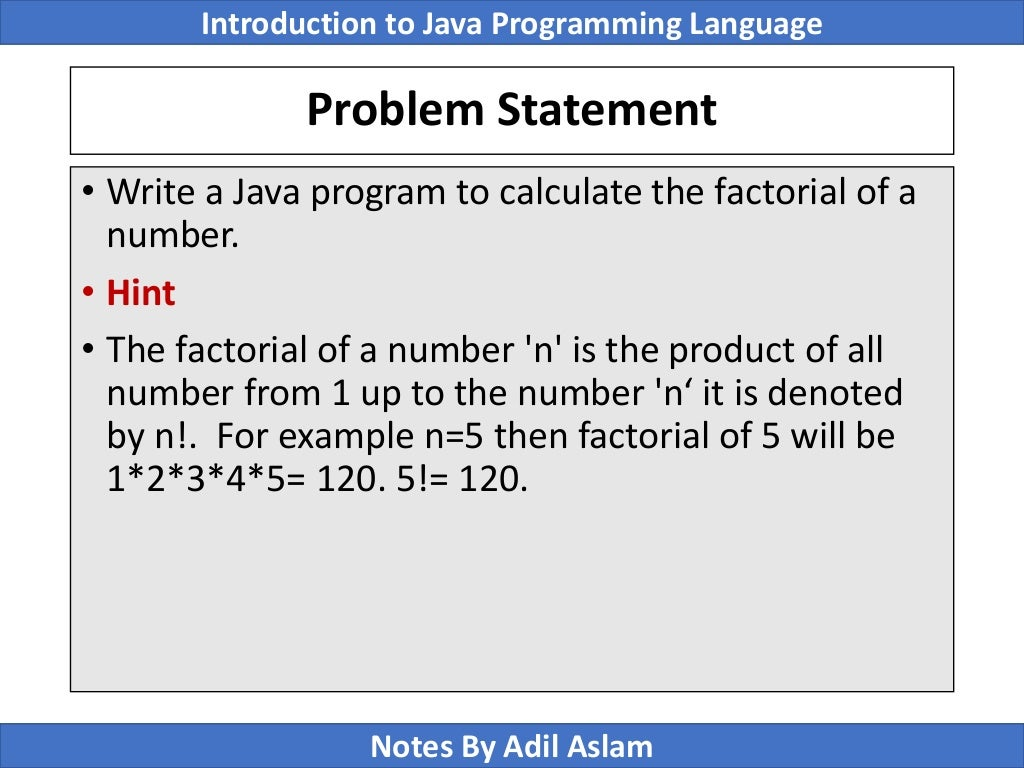 Introduction to Java Programming Language
Problem Statement
• Write a Java program to calculate the factorial of a
number.
• Hint
• The factorial of a number 'n' is the product of all
number from 1 up to the number 'n‘ it is denoted
by n!.  For example n=5 then factorial of 5 will be
1*2*3*4*5= 120. 5!= 120.
Notes By Adil Aslam